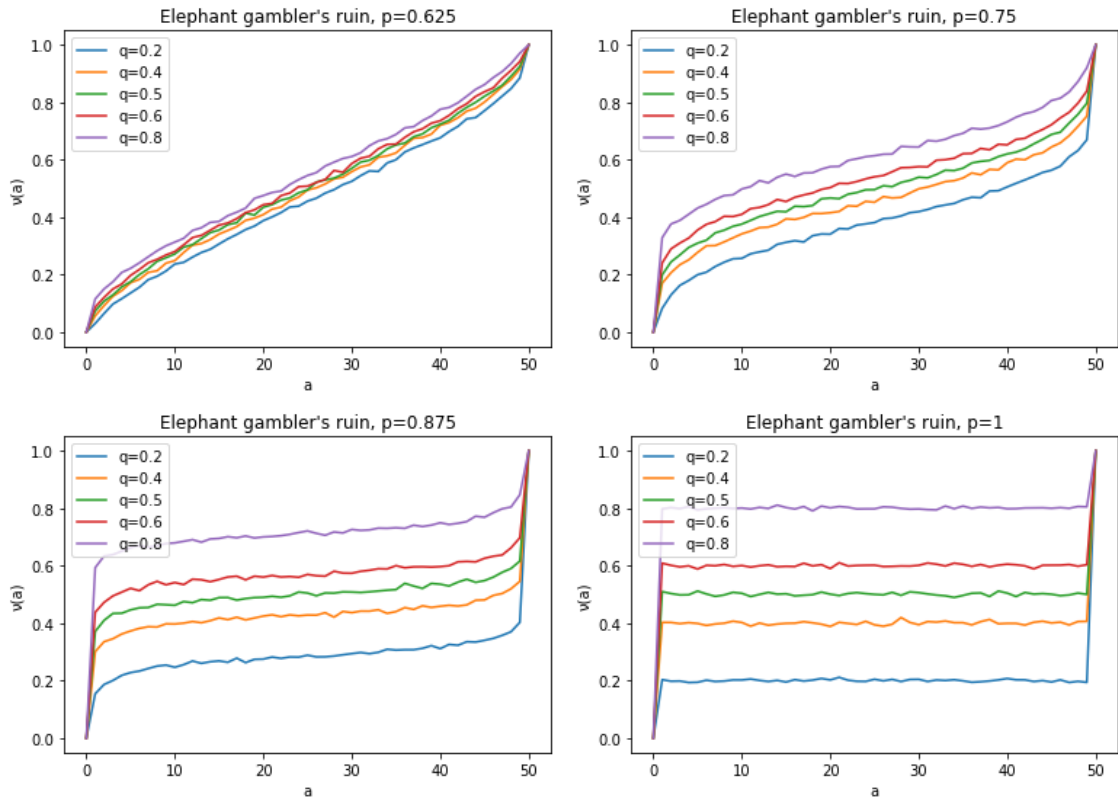 Elephant gambler's ruin, p=0.625
1.0
0.8
0.6
0.4
0.2
0.0
q=0.2
q=0.4
q=0.5
q=0.6
q=0.8
ν(a)
0 10 20 30 40 50
a
Elephant gambler's ruin, p=0.75
1.0
0.8
0.6
0.4
0.2
0.0
q=0.2
q=0.4
q=0.5
q=0.6
q=0.8
ν(a)
0 10 20 30 40 50
a
Elephant gambler's ruin, p=0.875
1.0
0.8
0.6
0.4
0.2
0.0
q=0.2
q=0.4
q=0.5
q=0.6
q=0.8
ν(a)
0 10 20 30 40 50
a
Elephant gambler's ruin, p=1
1.0
0.8
0.6
0.4
0.2
0.0
q=0.2
q=0.4
q=0.5
q=0.6
q=0.8
ν(a)
0 10 20 30 40 50
a